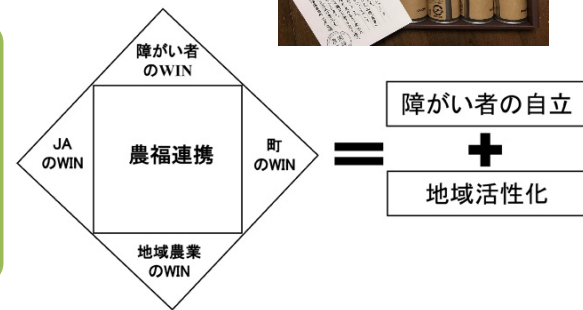 障がい者
のWIN
JA
のWIN
農福連携
町
のWIN
地域農業
のWIN
=
障がい者の自立
+
地域活性化